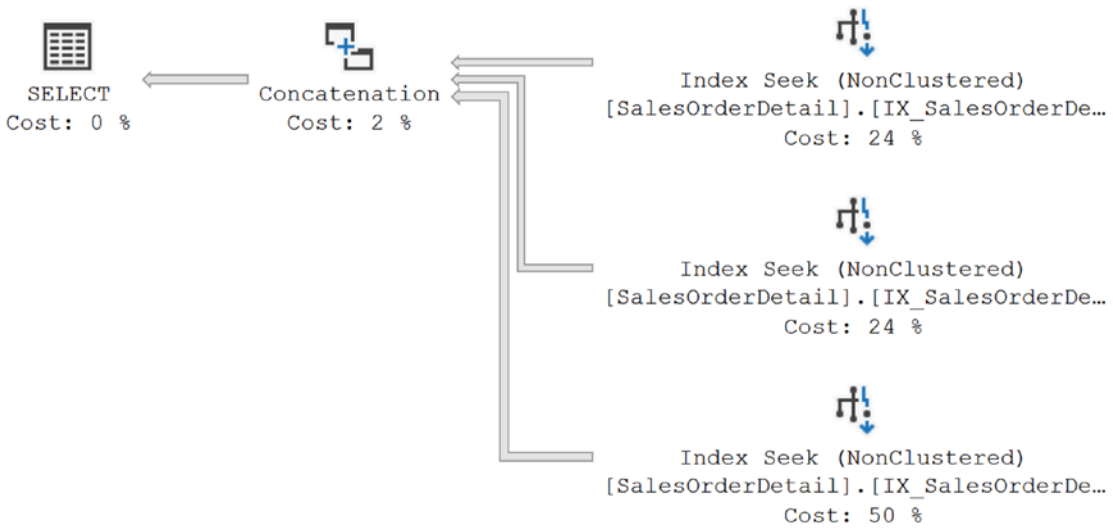 SELECT
Cost: 0 %
Concatenation
Cost: 2 %
Index Seek (NonClustered)
[SalesOrderDetail].[IX_SalesOrderDe…
Cost: 24 %
Index Seek (NonClustered)
[SalesOrderDetail].[IX_SalesOrderDe…
Cost: 24 %
Index Seek (NonClustered)
[SalesOrderDetail].[IX_SalesOrderDe…
Cost: 50 %